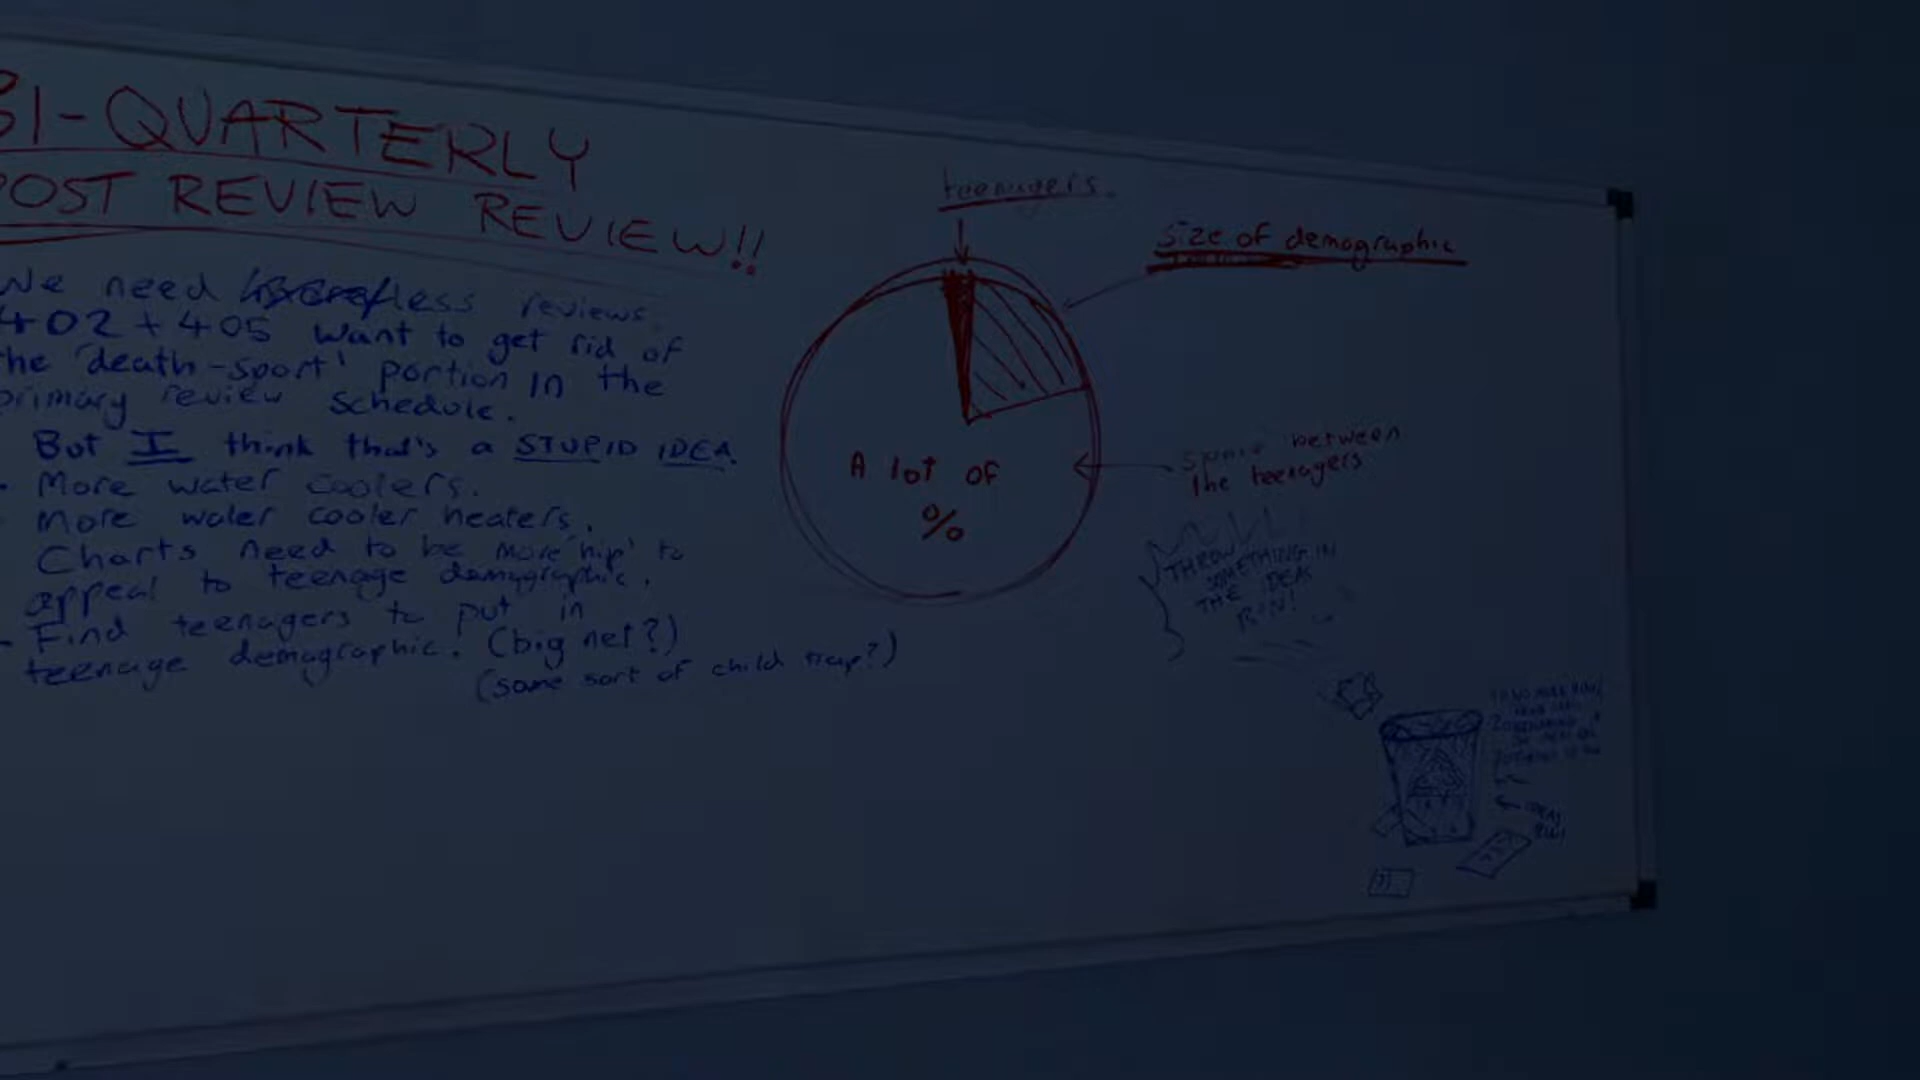 BI-QUARTERLY
POST REVIEW REVIEW!!
We need less reviews.
402 + 405 want to get rid of
the 'death-sport' portion in the
primary review schedule.
But I think that's a STUPID IDEA.
- More water coolers.
- More water cooler heaters.
Charts need to be more 'hip' to
appeal to teenage demographic.
- Find teenagers to put in
teenage demographic. (big net?)
(some sort of child trap?)
teenagers.
size of demographic
A lot of
%
between
the teenagers
THROW
SOMETHING IN
THE IDEAS
BIN!
IDEAS
BIN